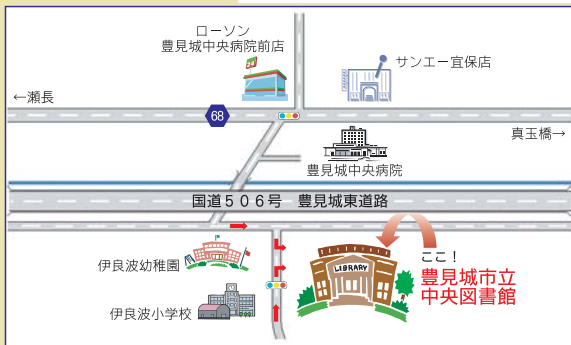 ローソン
豊見城中央病院前店
サンエー宜保店
←瀬長
68
真玉橋→
豊見城中央病院
国道506号 豊見城東道路
ここ!
豊見城市立
中央図書館
LIBRARY
伊良波幼稚園
伊良波小学校